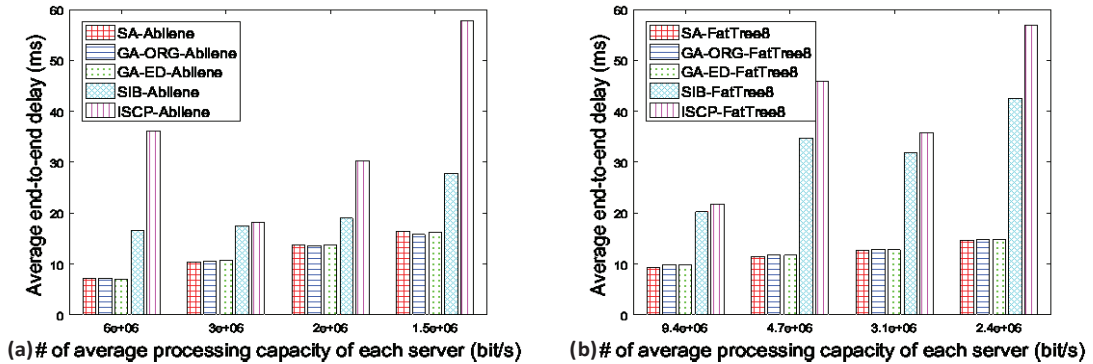 60
50
40
30
20
10
0
Average end-to-end delay (ms)
SA-Abilene
GA-ORG-Abilene
GA-ED-Abilene
SIB-Abilene
ISCP-Abilene
6e+06 3e+06 2e+06 1.5e+06
(a) # of average processing capacity of each server (bit/s)
60
50
40
30
20
10
0
Average end-to-end delay (ms)
SA-FatTree8
GA-ORG-FatTree8
GA-ED-FatTree8
SIB-FatTree8
ISCP-FatTree8
9.4e+06 4.7e+06 3.1e+06 2.4e+06
(b) # of average processing capacity of each server (bit/s)